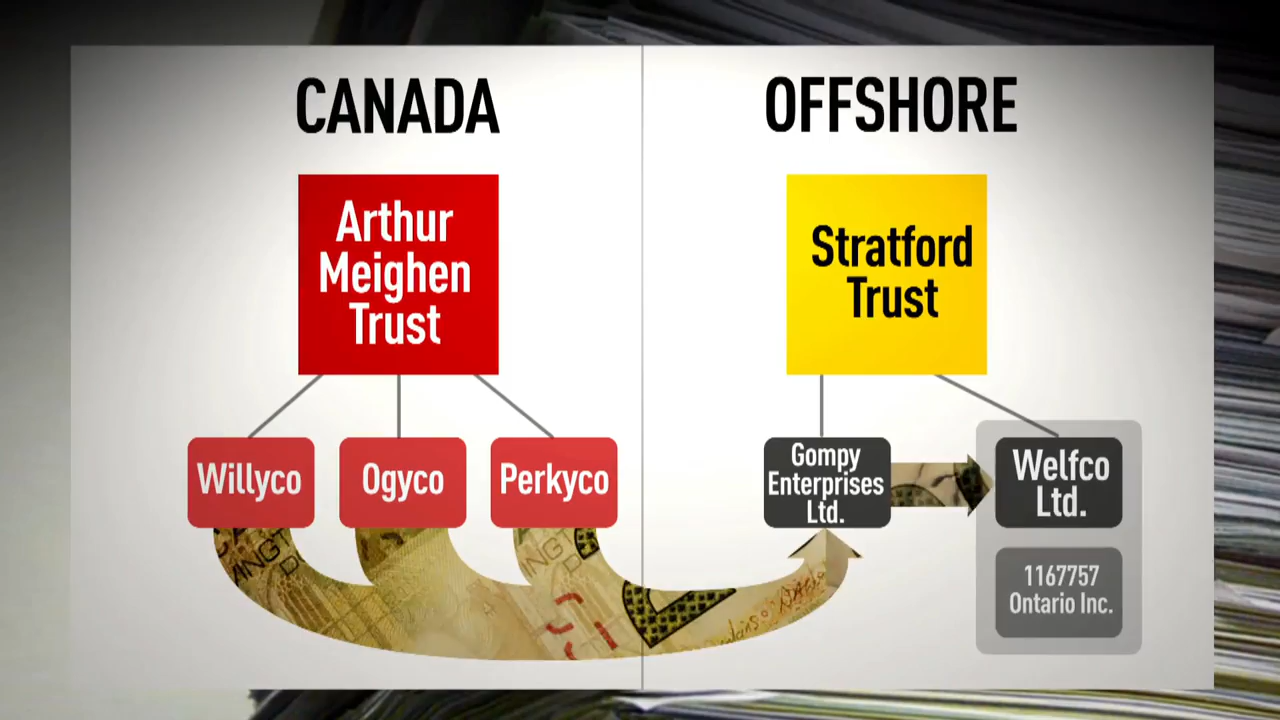 CANADA
OFFSHORE
Arthur
Meighen
Trust
Stratford
Trust
Willyco
Ogyco
Perkyco
Gompy
Enterprises
Ltd.
Welfco
Ltd.
1167757
Ontario Inc.